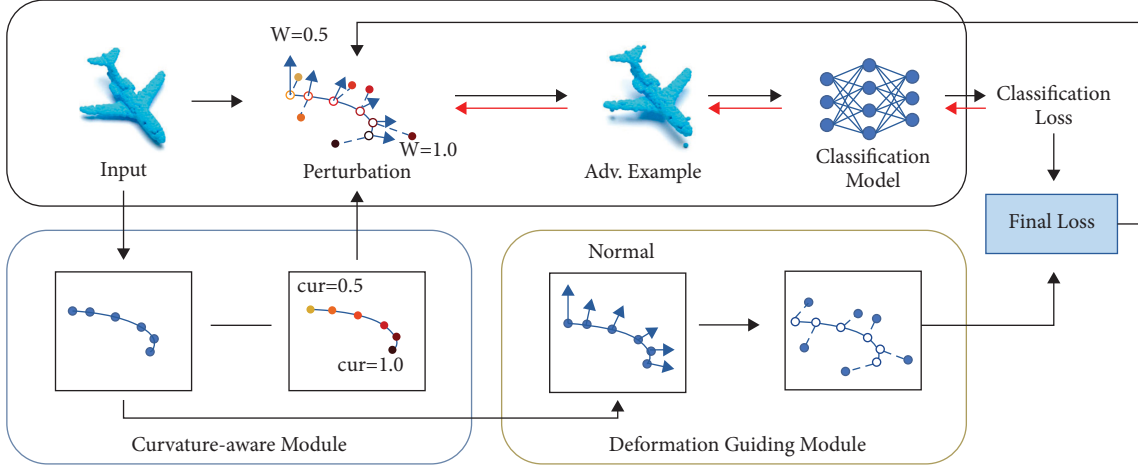 W=0.5
W=1.0
Input
Perturbation
Adv. Example
Classification
Model
Classification
Loss
Final Loss
cur=0.5
cur=1.0
Curvature-aware Module
Normal
Deformation Guiding Module